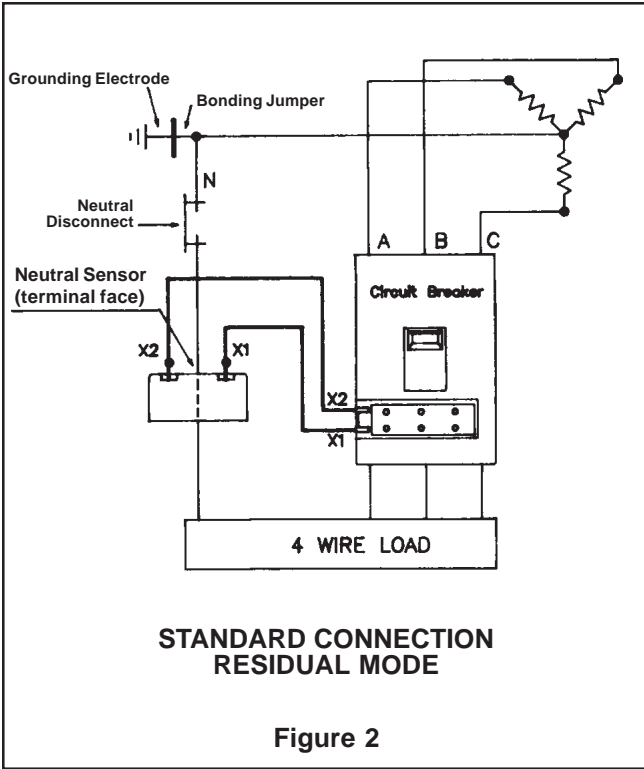 Grounding Electrode
Bonding Jumper
N
Neutral
Disconnect
A B C
Neutral Sensor
(terminal face)
Circuit Breaker
X2 X1
X2
X1
4 WIRE LOAD
STANDARD CONNECTION
RESIDUAL MODE
Figure 2